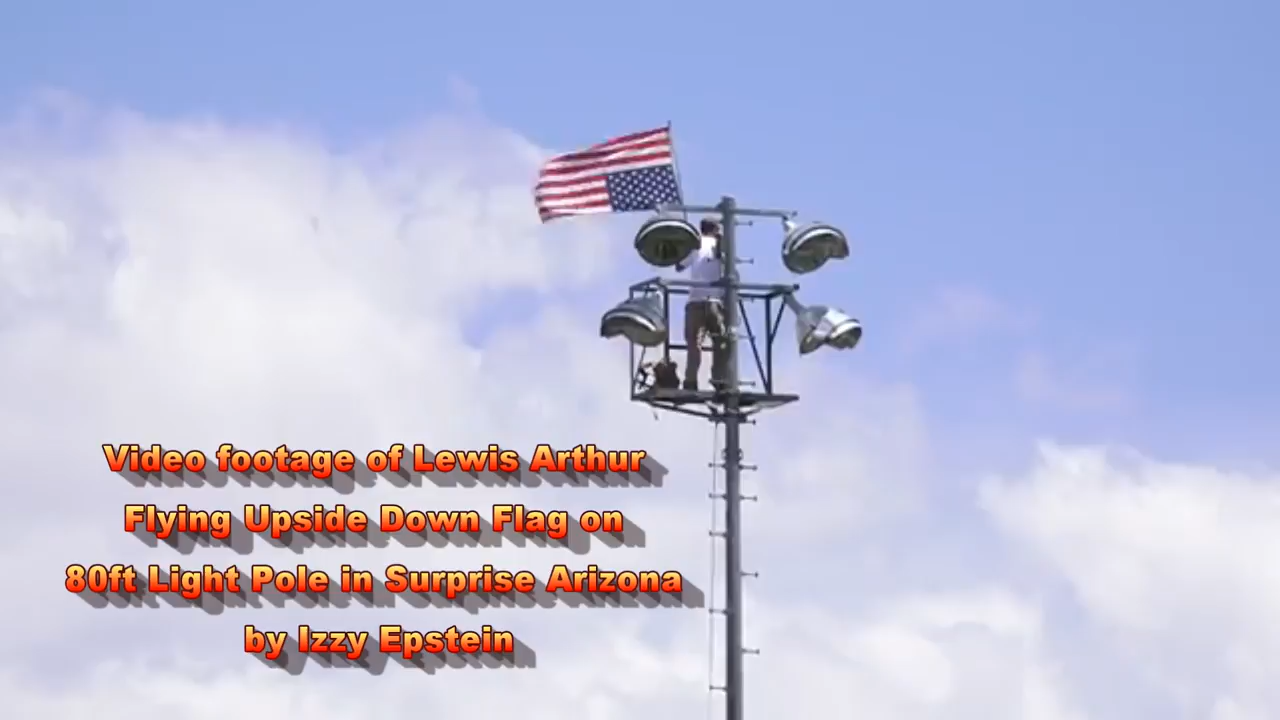 Video footage of Lewis Arthur
Flying Upside Down Flag on
80ft Light Pole in Surprise Arizona
by Izzy Epstein